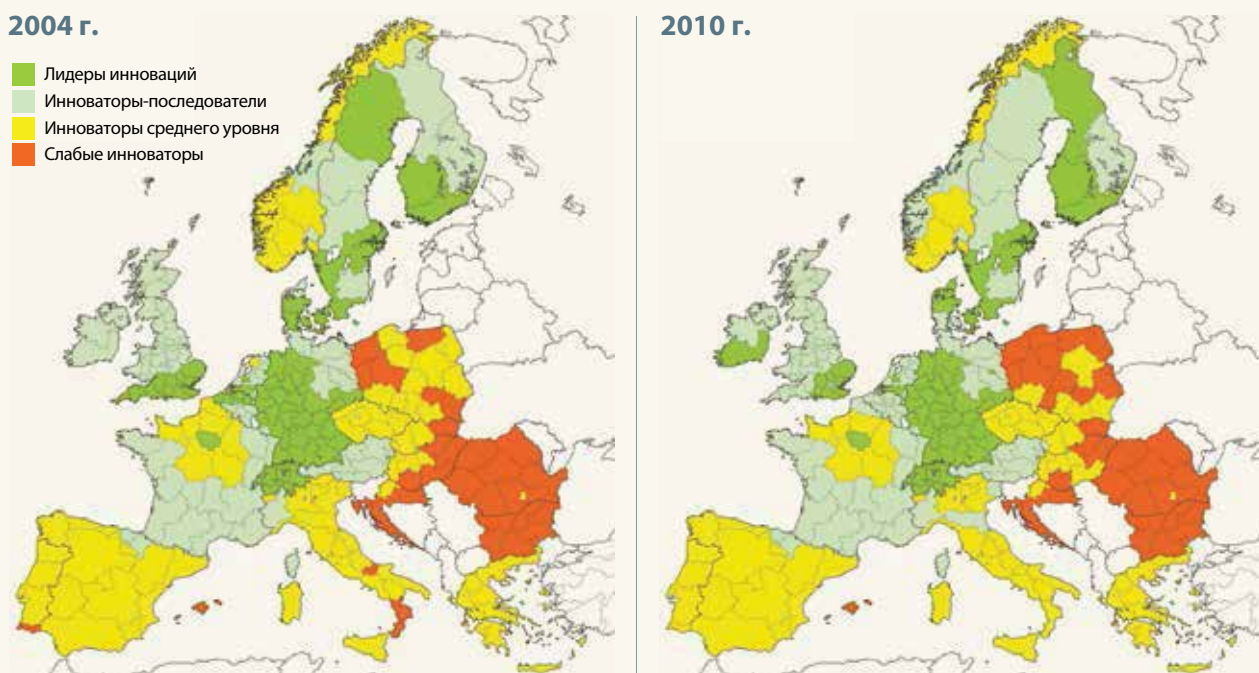 2004 г.
Лидеры инноваций
Инноваторы-последователи
Инноваторы среднего уровня
Слабые инноваторы
2010 г.